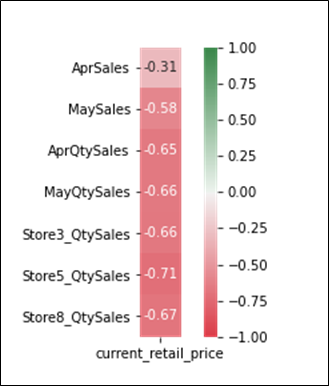 AprSales -0.31
MaySales -0.58
AprQtySales -0.65
MayQtySales -0.66
Store3_QtySales -0.66
Store5_QtySales -0.71
Store8_QtySales -0.67
current_retail_price
1.00
0.75
0.50
0.25
0.00
−0.25
−0.50
−0.75
−1.00